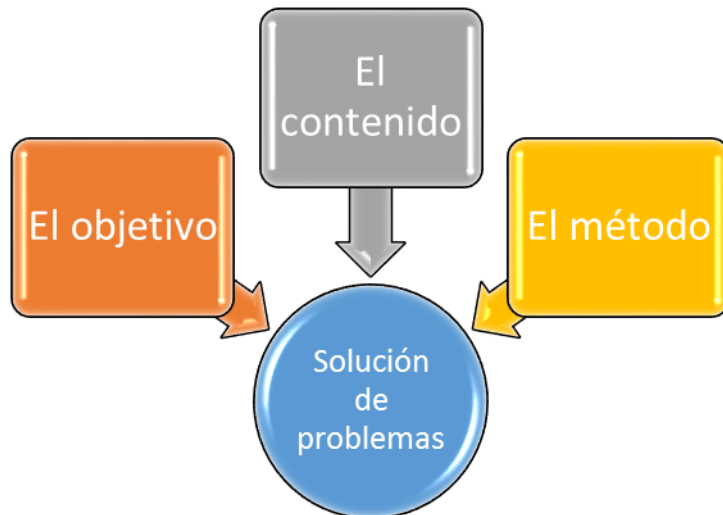 El
contenido
El objetivo
El método
Solución
de
problemas